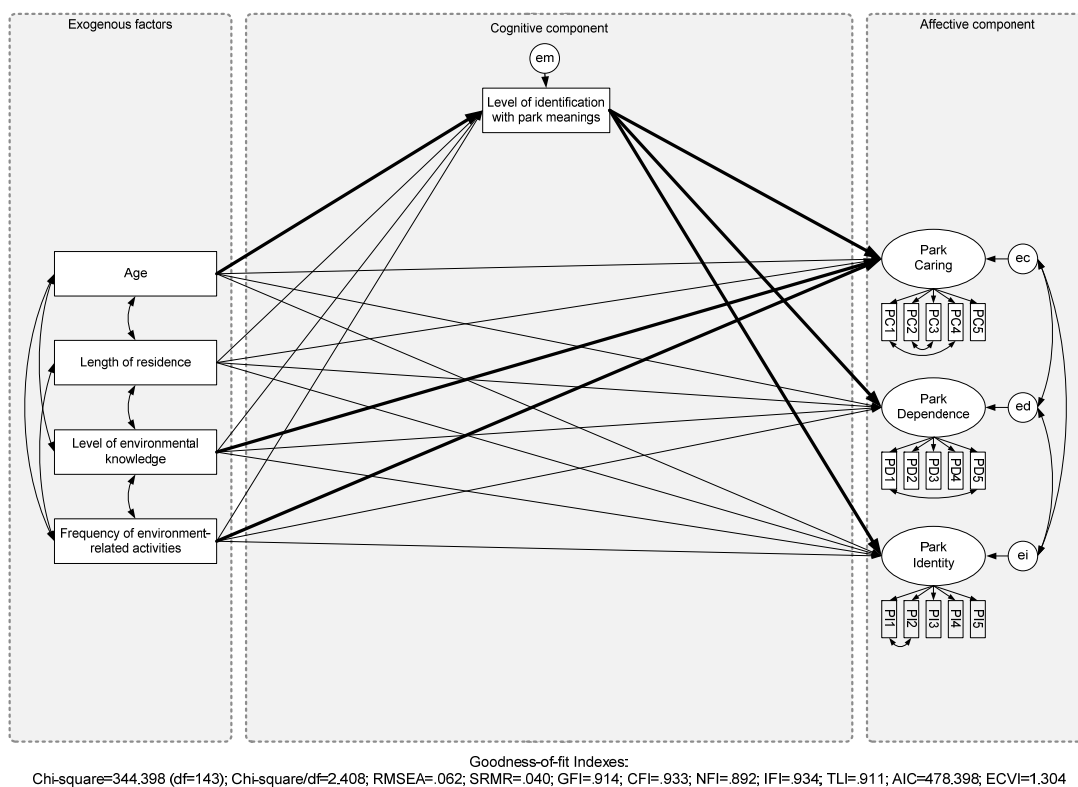 Exogenous factors
Cognitive component
Affective component
em
Level of identification
with park meanings
Age
Length of residence
Level of environmental
knowledge
Frequency of environment-
related activities
Park
Caring
ec
PC1
PC2
PC3
PC4
PC5
Park
Dependence
ed
PD1
PD2
PD3
PD4
PD5
Park
Identity
ei
PI1
PI2
PI3
PI4
PI5
Goodness-of-fit Indexes:
Chi-square=344.398 (df=143); Chi-square/df=2.408; RMSEA=.062; SRMR=.040; GFI=.914; CFI=.933; NFI=.892; IFI=.934; TLI=.911; AIC=478.398; ECVI=1.304